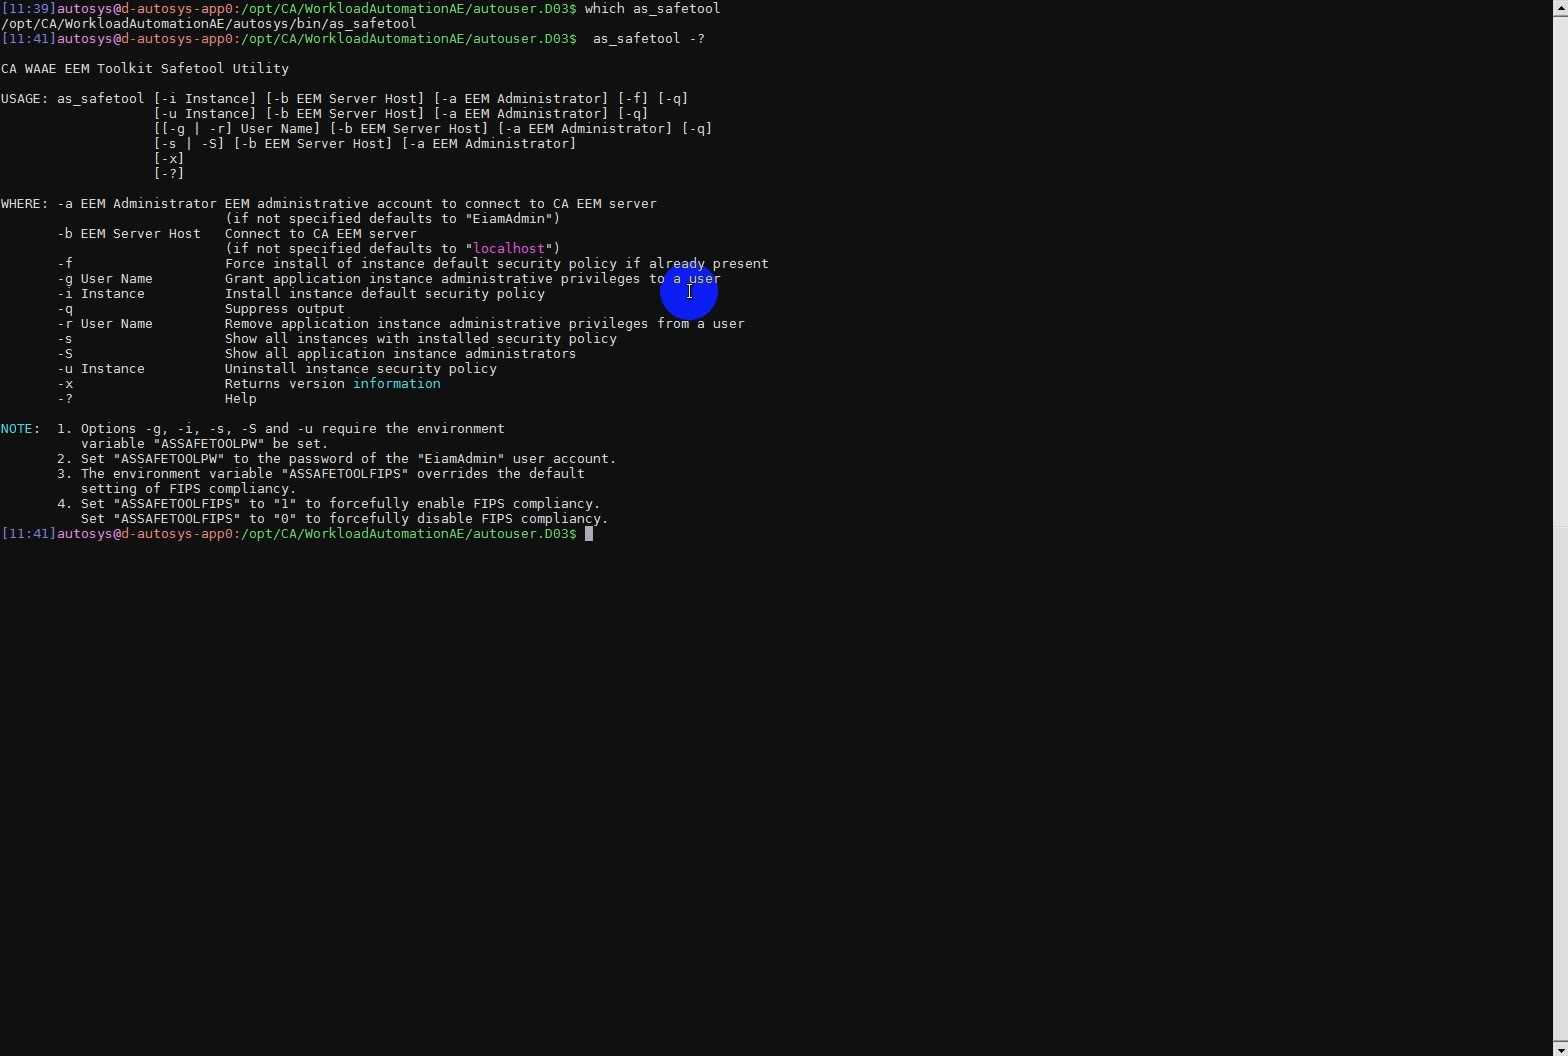 [11:39]autosys@d-autosys-app0:/opt/CA/WorkloadAutomationAE/autouser.D03$ which as_safetool
/opt/CA/WorkloadAutomationAE/autosys/bin/as_safetool
[11:41]autosys@d-autosys-app0:/opt/CA/WorkloadAutomationAE/autouser.D03$  as_safetool -?

CA WAAE EEM Toolkit Safetool Utility

USAGE: as_safetool [-i Instance] [-b EEM Server Host] [-a EEM Administrator] [-f] [-q]
                   [-u Instance] [-b EEM Server Host] [-a EEM Administrator] [-q]
                   [[-g | -r] User Name] [-b EEM Server Host] [-a EEM Administrator] [-q]
                   [-s | -S] [-b EEM Server Host] [-a EEM Administrator]
                   [-x]
                   [-?]

WHERE: -a EEM Administrator EEM administrative account to connect to CA EEM server
                            (if not specified defaults to "EiamAdmin")
       -b EEM Server Host   Connect to CA EEM server
                            (if not specified defaults to "localhost")
       -f                   Force install of instance default security policy if already present
       -g User Name         Grant application instance administrative privileges to a user
       -i Instance          Install instance default security policy
       -q                   Suppress output
       -r User Name         Remove application instance administrative privileges from a user
       -s                   Show all instances with installed security policy
       -S                   Show all application instance administrators
       -u Instance          Uninstall instance security policy
       -x                   Returns version information
       -?                   Help

NOTE:  1. Options -g, -i, -s, -S and -u require the environment
          variable "ASSAFETOOLPW" be set.
       2. Set "ASSAFETOOLPW" to the password of the "EiamAdmin" user account.
       3. The environment variable "ASSAFETOOLFIPS" overrides the default
          setting of FIPS compliancy.
       4. Set "ASSAFETOOLFIPS" to "1" to forcefully enable FIPS compliancy.
          Set "ASSAFETOOLFIPS" to "0" to forcefully disable FIPS compliancy.
[11:41]autosys@d-autosys-app0:/opt/CA/WorkloadAutomationAE/autouser.D03$